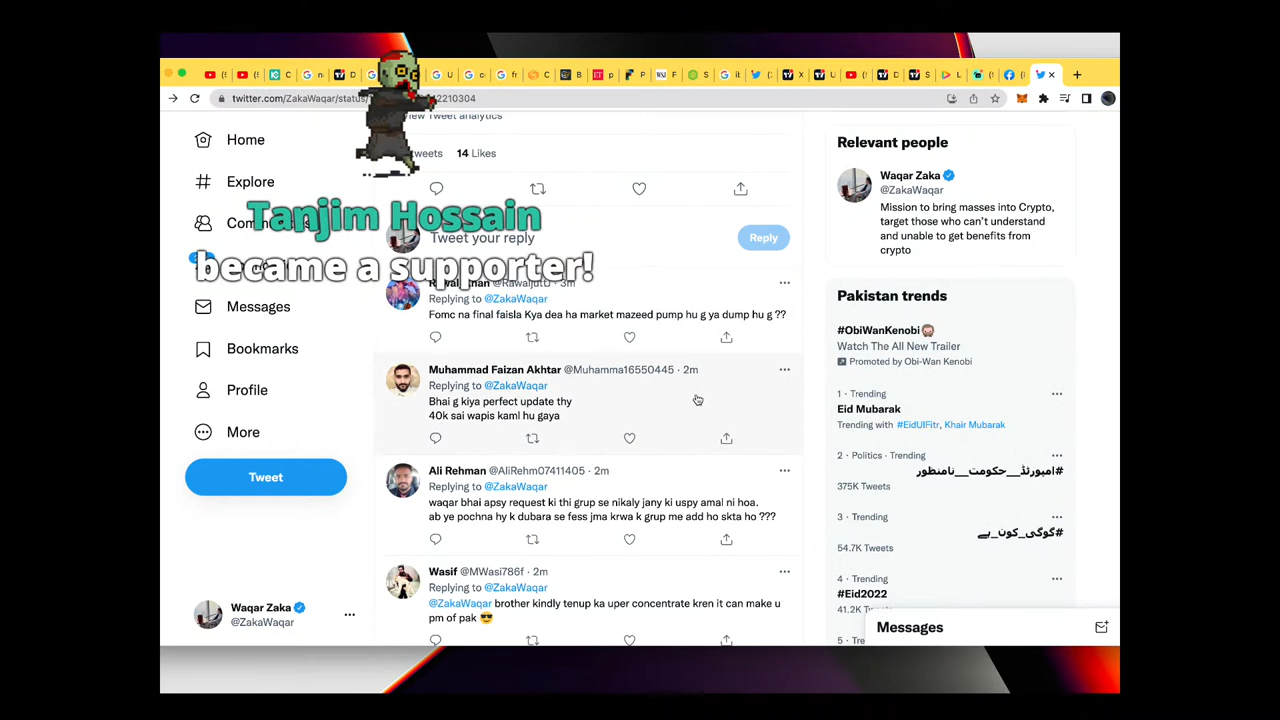 twitter.com/ZakaWaqar/status/
2210304
Home
Explore
Messages
Bookmarks
Profile
More
Tweet
Waqar Zaka
@ZakaWaqar
Tweet analytics
14 Likes
Tanjim Hossain
became a supporter!
Tweet your reply
Reply
3m
Replying to @ZakaWaqar
Fomc na final faisla Kya dea ha market mazeed pump hu g ya dump hu g ??
Muhammad Faizan Akhtar @Muhamma16550445 · 2m
Replying to @ZakaWaqar
Bhai g kiya perfect update thy
40k sai wapis kaml hu gaya
Ali Rehman @AliRehm07411405 · 2m
Replying to @ZakaWaqar
waqar bhai apsy request ki thi grup se nikaly jany ki uspy amal ni hoa.
ab ye pochna hy k dubara se fess jma krwa k grup me add ho skta ho ???
Wasif @MWasi786f · 2m
Replying to @ZakaWaqar
@ZakaWaqar brother kindly tenup ka uper concentrate kren it can make u
pm of pak 😎
Relevant people
Waqar Zaka
@ZakaWaqar
Mission to bring masses into Crypto,
target those who can't understand
and unable to get benefits from
crypto
Pakistan trends
#ObiWanKenobi
Watch The All New Trailer
Promoted by Obi-Wan Kenobi
1 · Trending
Eid Mubarak
Trending with #EidUlFitr, Khair Mubarak
2 · Politics · Trending
#امپورٹڈ__حکومت__نامنظور
375K Tweets
3 · Trending
#گوگی_کون_ہے
54.7K Tweets
4 · Trending
#Eid2022
41.2K Tweets
5 · Tre
Messages